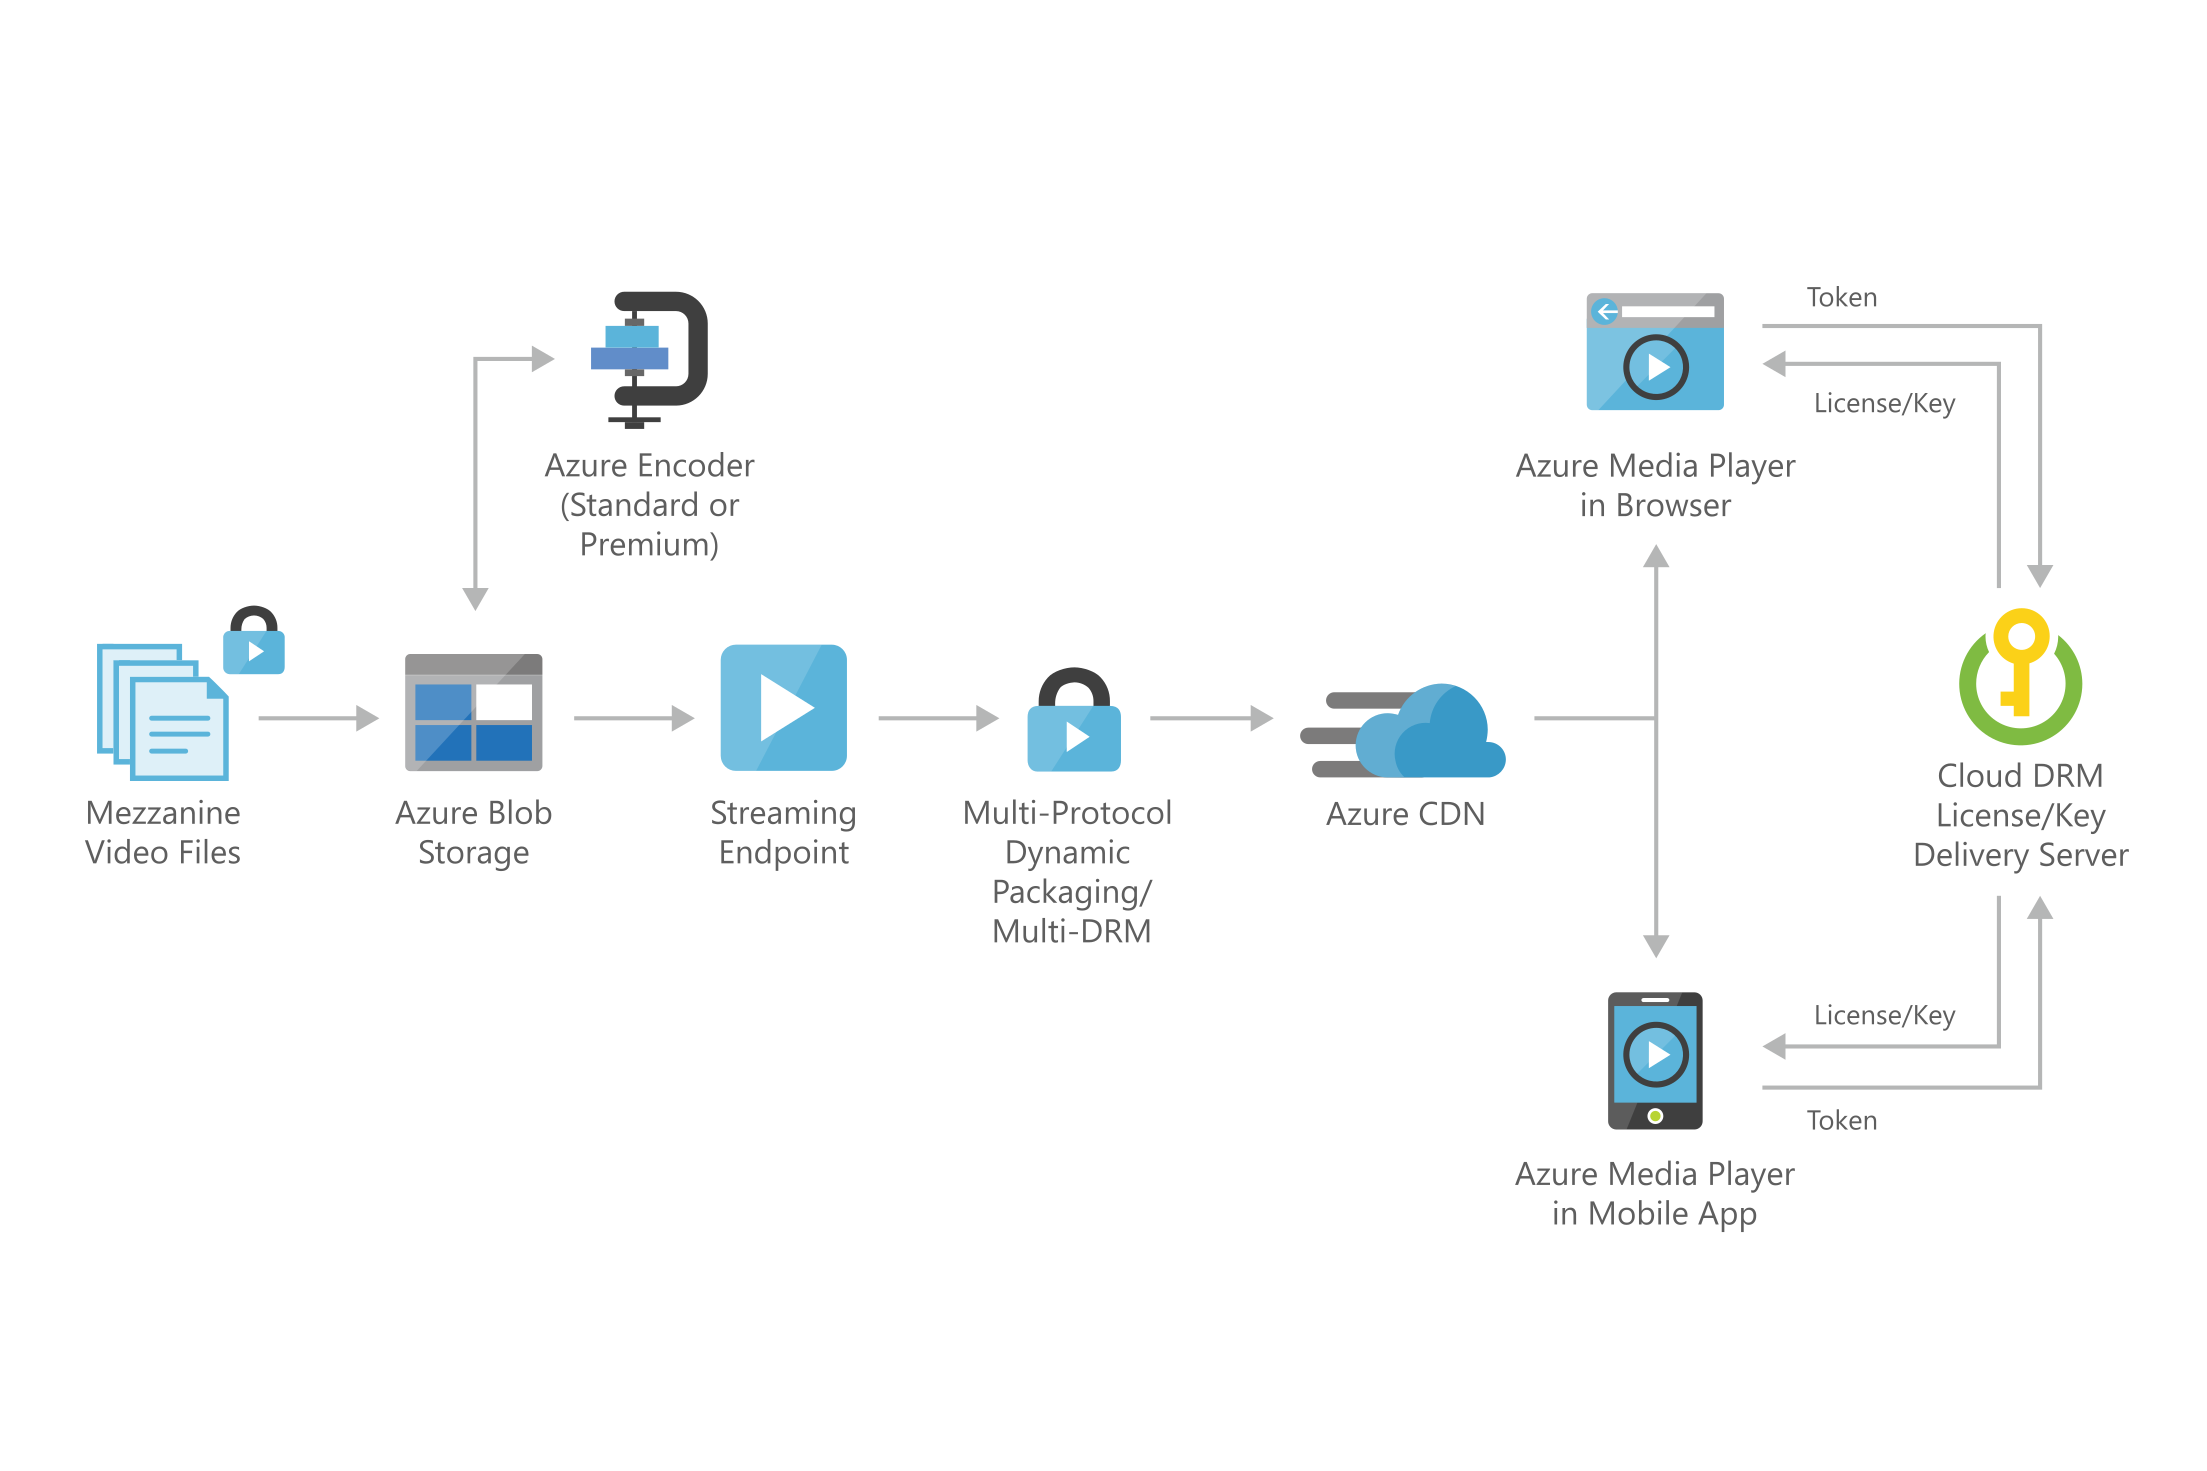 Token
License/Key
Azure Encoder
(Standard or
Premium)
Azure Media Player
in Browser
Mezzanine
Video Files
Azure Blob
Storage
Streaming
Endpoint
Multi-Protocol
Dynamic
Packaging/
Multi-DRM
Azure CDN
Cloud DRM
License/Key
Delivery Server
License/Key
Token
Azure Media Player
in Mobile App